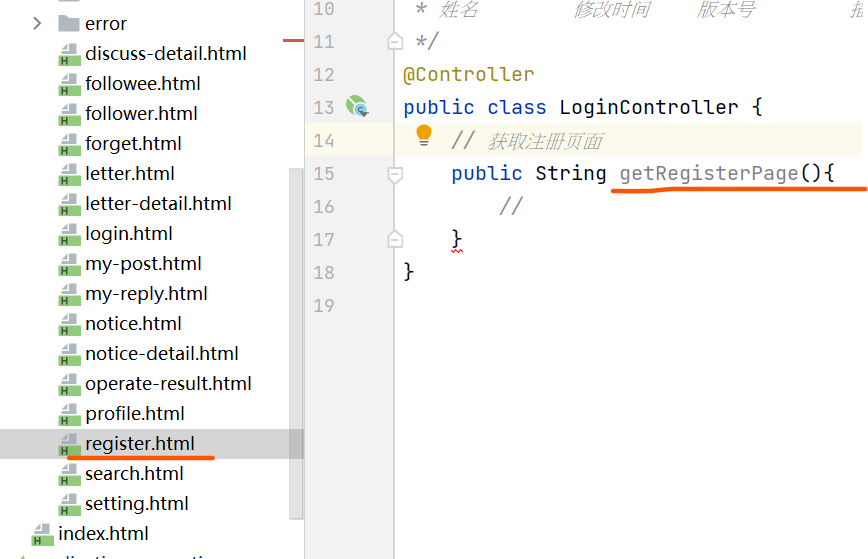 error
discuss-detail.html
followee.html
follower.html
forget.html
letter.html
letter-detail.html
login.html
my-post.html
my-reply.html
notice.html
notice-detail.html
operate-result.html
profile.html
register.html
search.html
setting.html
index.html
10 * 姓名 修改时间 版本号
11 */
12 @Controller
13 public class LoginController {
14 // 获取注册页面
15 public String getRegisterPage(){
16 //
17 }
18 }
19